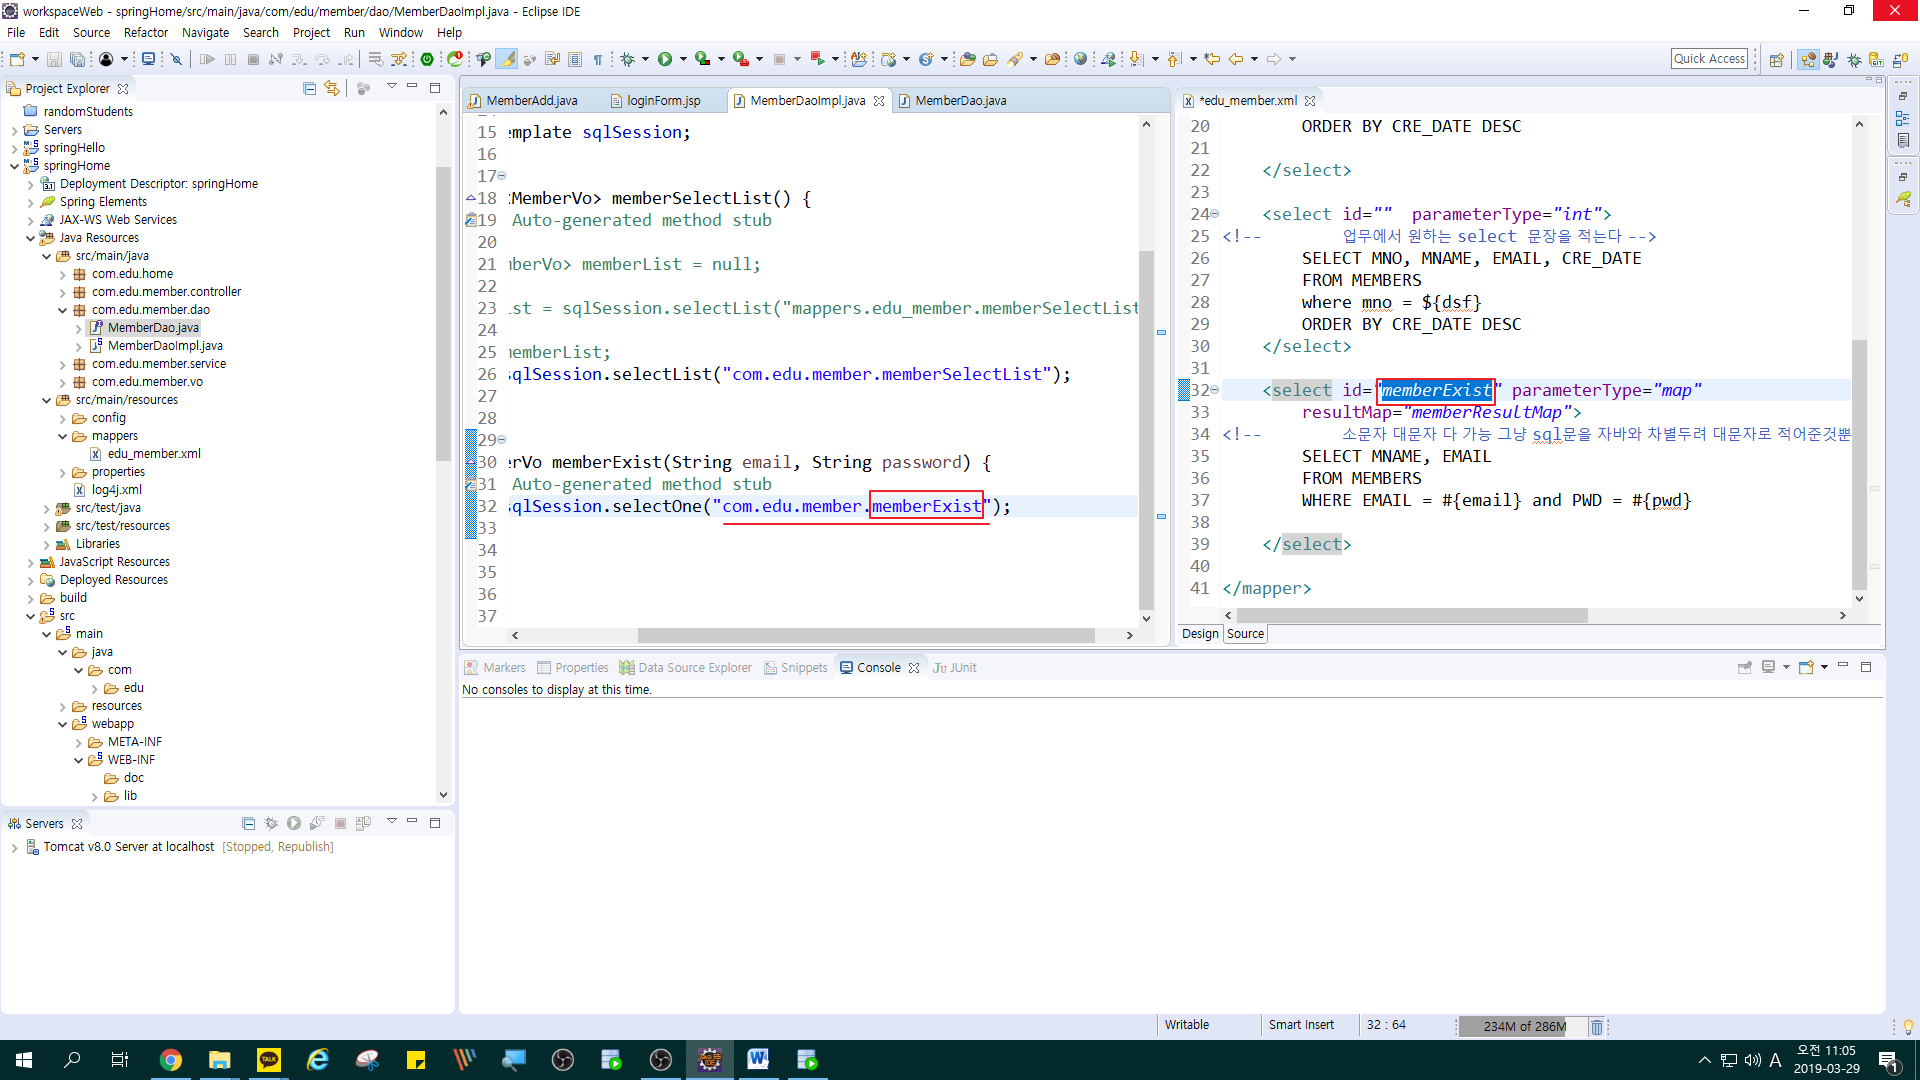 workspaceWeb - springHome/src/main/java/com/edu/member/dao/MemberDaoImpl.java - Eclipse IDE
File Edit Source Refactor Navigate Search Project Run Window Help
Quick Access
Project Explorer
randomStudents
Servers
springHello
springHome
Deployment Descriptor: springHome
Spring Elements
JAX-WS Web Services
Java Resources
src/main/java
com.edu.home
com.edu.member.controller
com.edu.member.dao
MemberDao.java
MemberDaoImpl.java
com.edu.member.service
com.edu.member.vo
src/main/resources
config
mappers
edu_member.xml
properties
log4j.xml
src/test/java
src/test/resources
Libraries
JavaScript Resources
Deployed Resources
build
src
main
java
com
edu
resources
webapp
META-INF
WEB-INF
doc
lib
Servers
Tomcat v8.0 Server at localhost [Stopped, Republish]
MemberAdd.java loginForm.jsp MemberDaoImpl.java MemberDao.java
15 emplate sqlSession;
16
17
18 MemberVo> memberSelectList() {
19 Auto-generated method stub
20
21 berVo> memberList = null;
22
23 st = sqlSession.selectList("mappers.edu_member.memberSelectList
24
25 memberList;
26 sqlSession.selectList("com.edu.member.memberSelectList");
27
28
29
30 erVo memberExist(String email, String password) {
31 Auto-generated method stub
32 sqlSession.selectOne("com.edu.member.memberExist");
33
34
35
36
37
*edu_member.xml
20 ORDER BY CRE_DATE DESC
21
22 </select>
23
24 <select id="" parameterType="int">
25 <!-- 업무에서 원하는 select 문장을 적는다 -->
26 SELECT MNO, MNAME, EMAIL, CRE_DATE
27 FROM MEMBERS
28 where mno = ${dsf}
29 ORDER BY CRE_DATE DESC
30 </select>
31
32 <select id="memberExist" parameterType="map"
33 resultMap="memberResultMap">
34 <!-- 소문자 대문자 다 가능 그냥 sql문을 자바와 차별두려 대문자로 적어준것뿐
35 SELECT MNAME, EMAIL
36 FROM MEMBERS
37 WHERE EMAIL = #{email} and PWD = #{pwd}
38
39 </select>
40
41 </mapper>
Design Source
Markers Properties Data Source Explorer Snippets Console JUnit
No consoles to display at this time.
Writable Smart Insert 32 : 64 234M of 286M
TALK
A
오전 11:05
2019-03-29
1